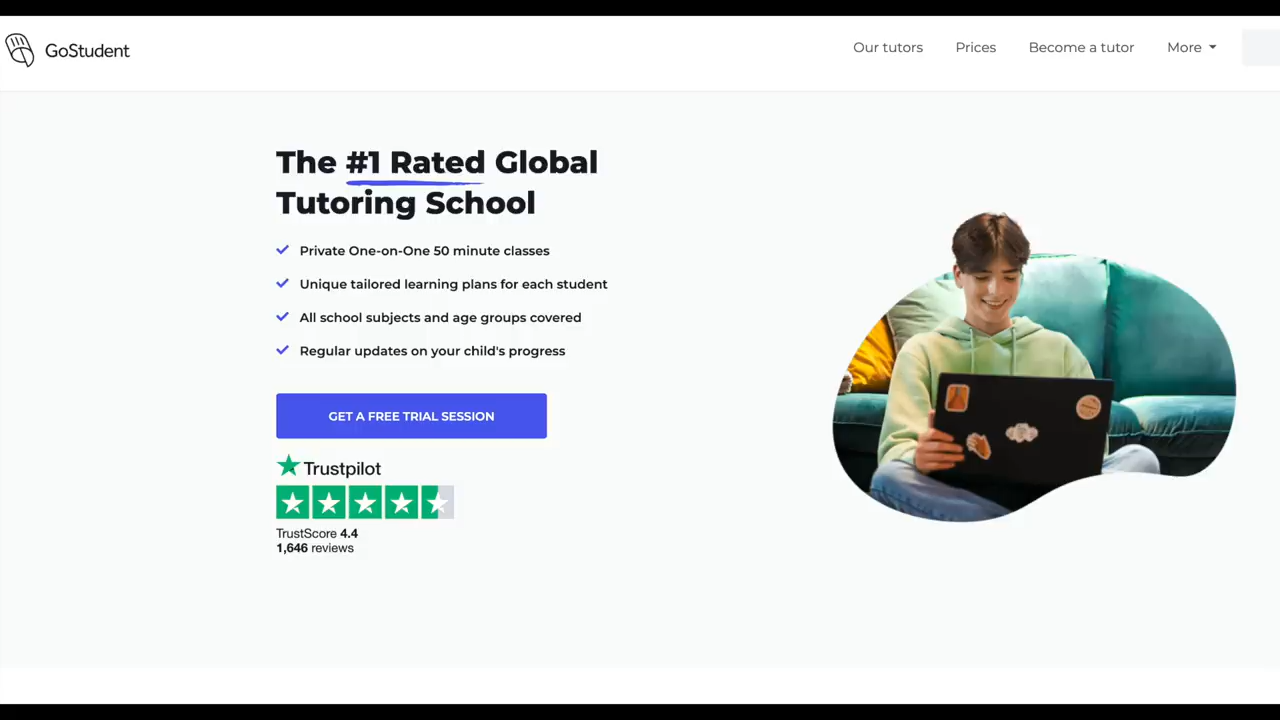 GoStudent
Our tutors
Prices
Become a tutor
More
The #1 Rated Global
Tutoring School
Private One-on-One 50 minute classes
Unique tailored learning plans for each student
All school subjects and age groups covered
Regular updates on your child's progress
GET A FREE TRIAL SESSION
Trustpilot
TrustScore 4.4
1,646 reviews